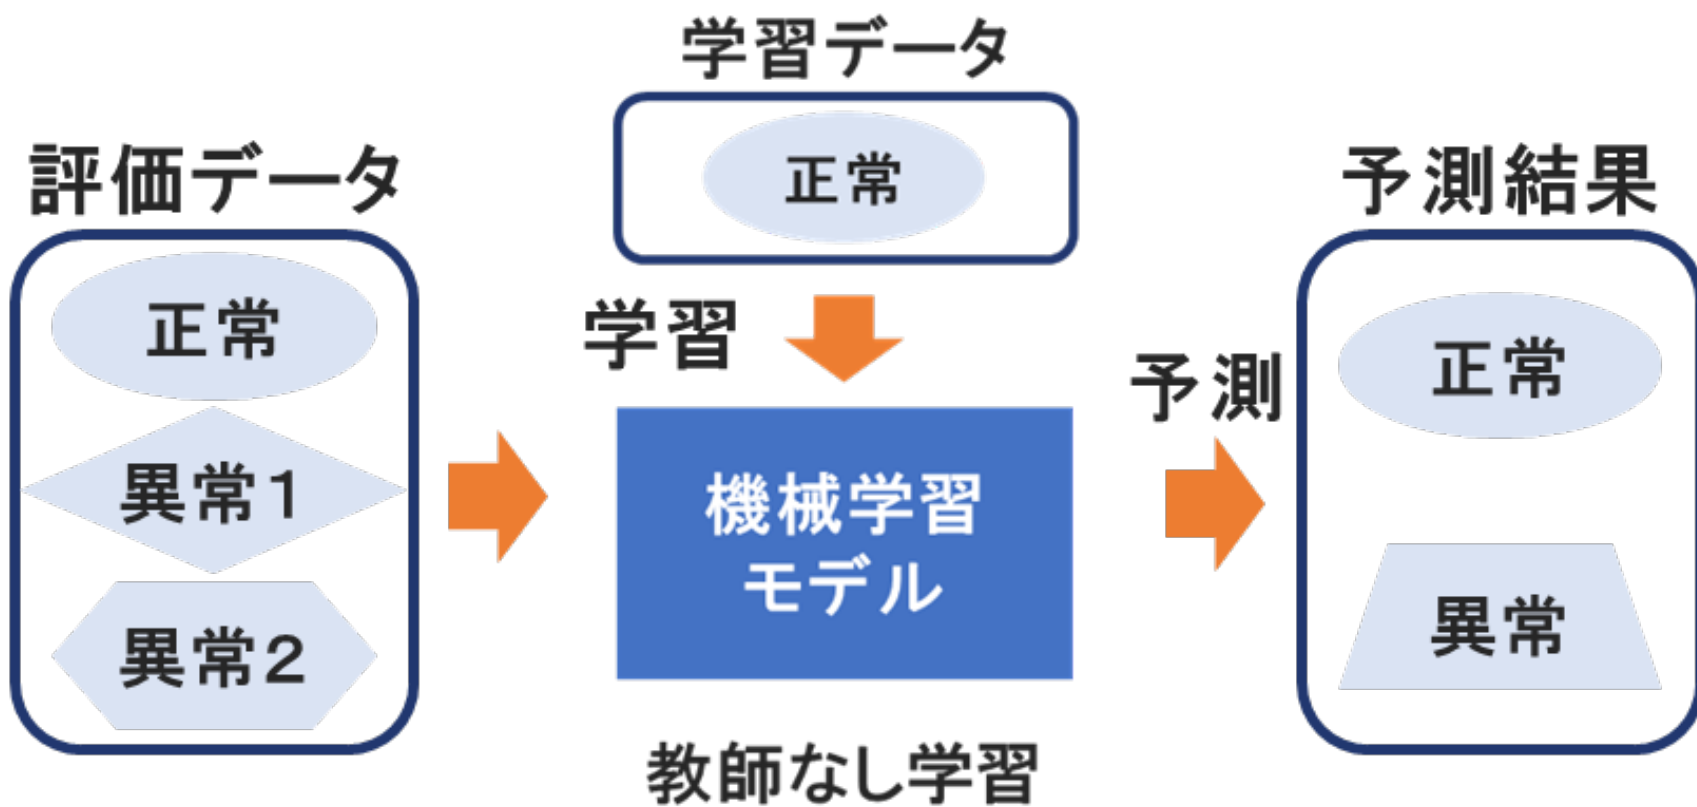 学習データ
正常
評価データ
正常
異常1
異常2
学習
機械学習
モデル
教師なし学習
予測
予測結果
正常
異常